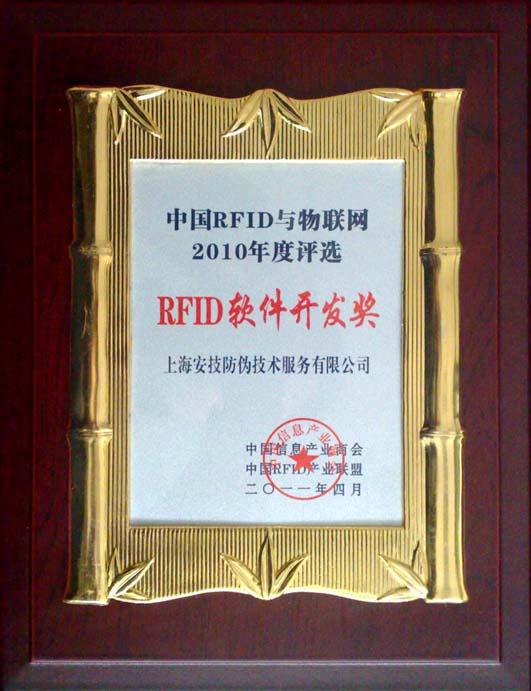 中国RFID与物联网
2010年度评选
RFID软件开发奖
上海安技防伪技术服务有限公司
中国信息产业商会
中国RFID产业联盟
二〇一一年四月